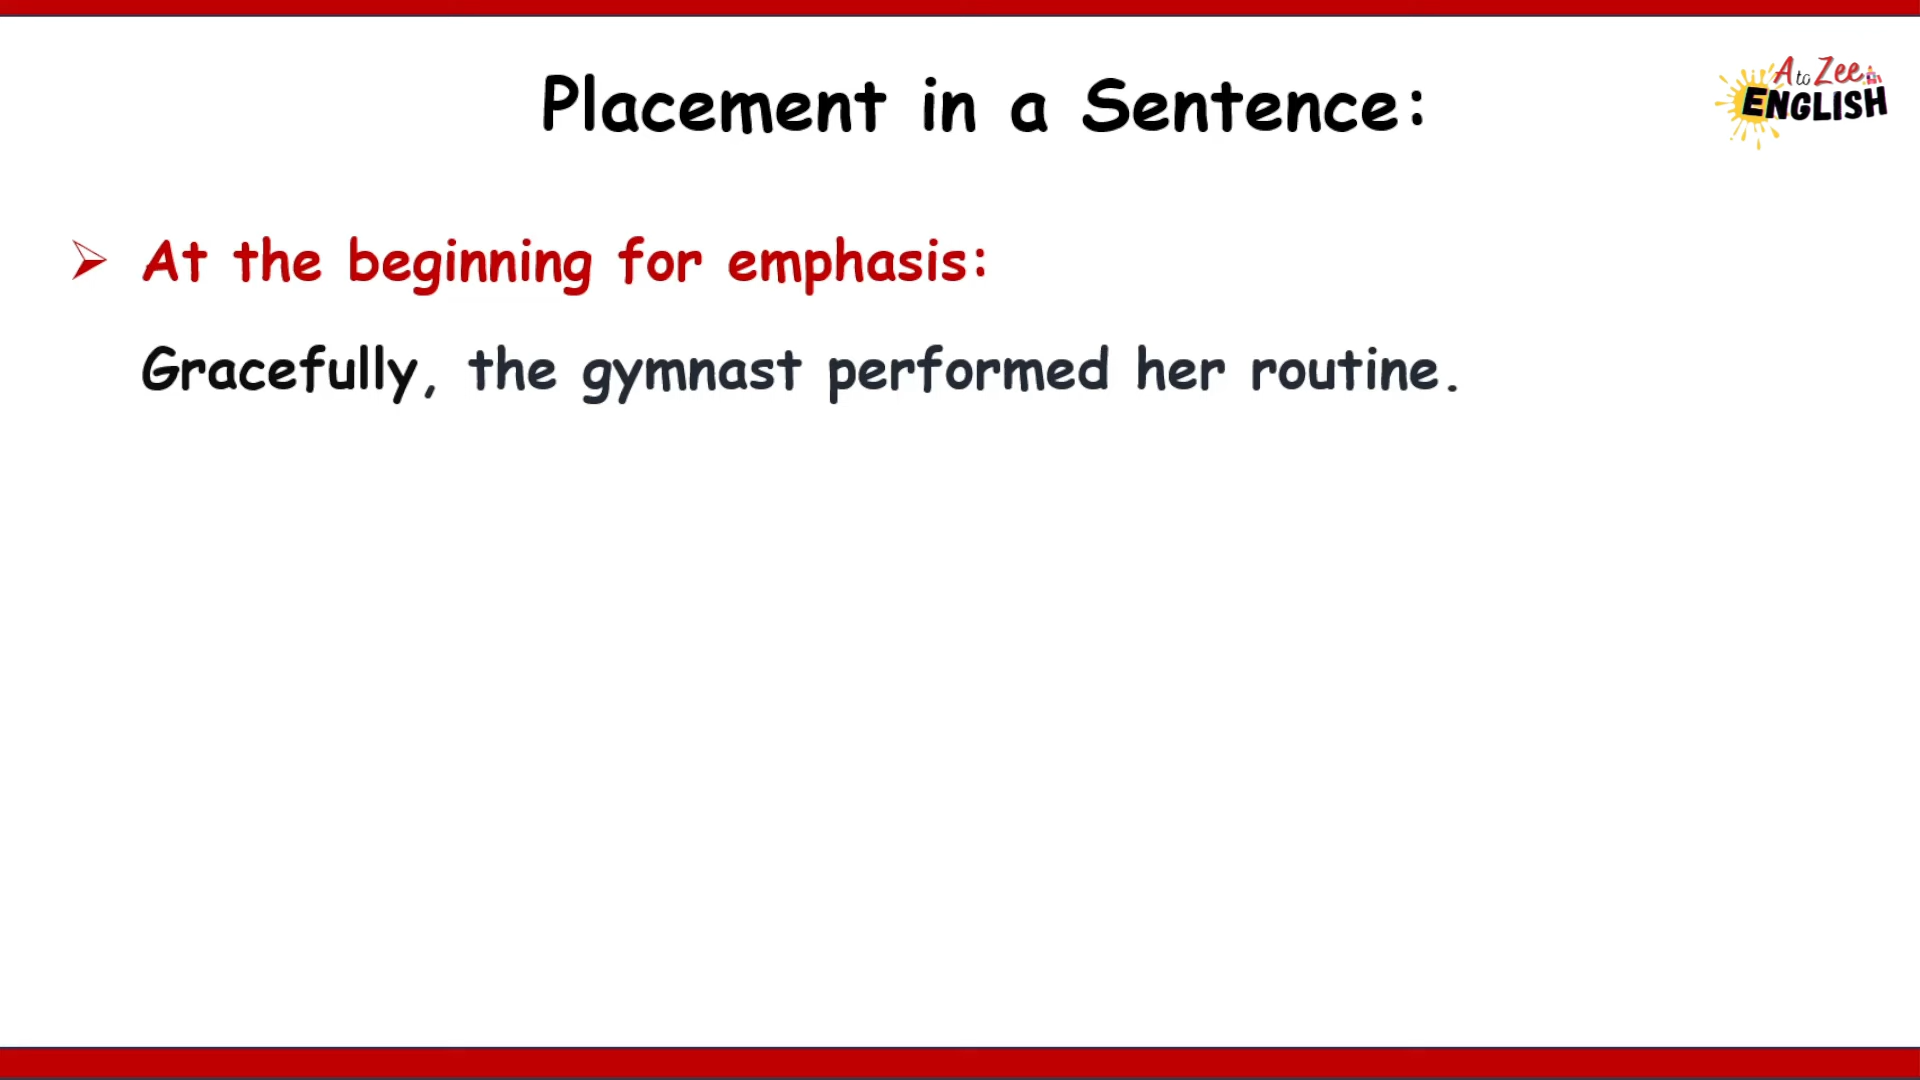 Placement in a Sentence:
A to Zee
ENGLISH
➢ At the beginning for emphasis:
Gracefully, the gymnast performed her routine.